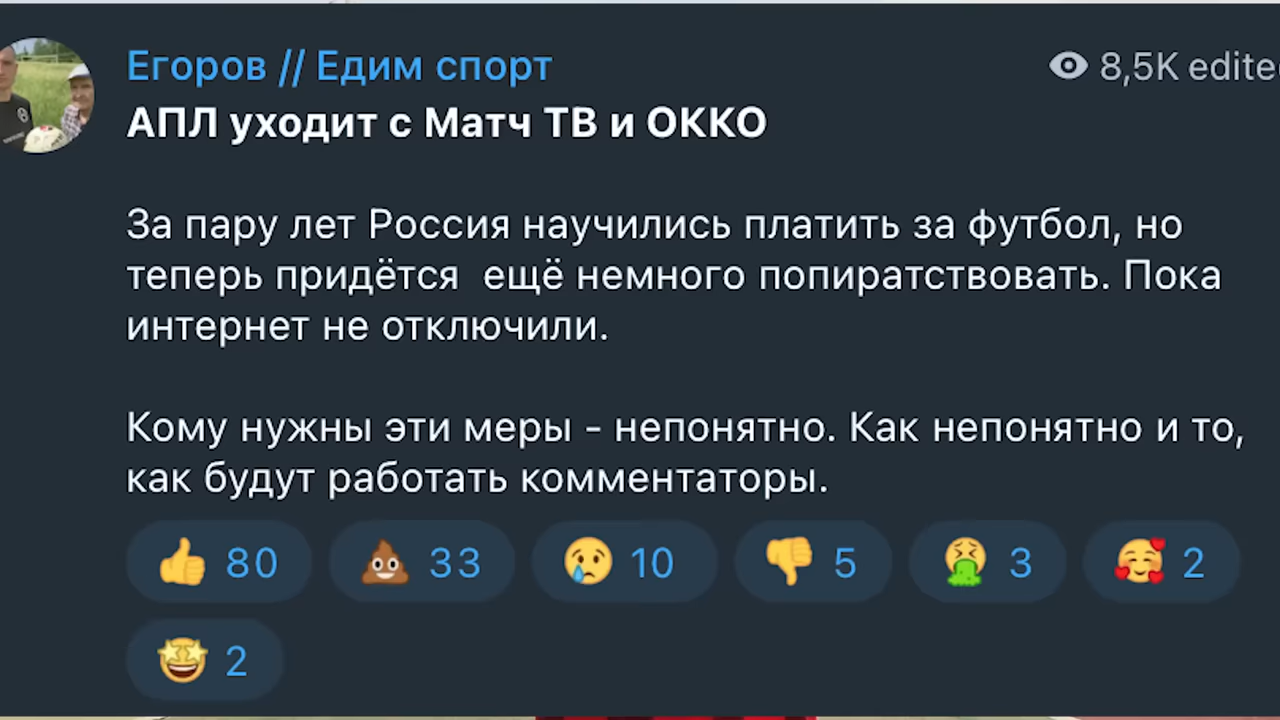 Егоров // Едим спорт
8,5K edite
АПЛ уходит с Матч ТВ и ОККО
За пару лет Россия научились платить за футбол, но
теперь придётся ещё немного попиратствовать. Пока
интернет не отключили.
Кому нужны эти меры - непонятно. Как непонятно и то,
как будут работать комментаторы.
80 33 10 5 3 2
2